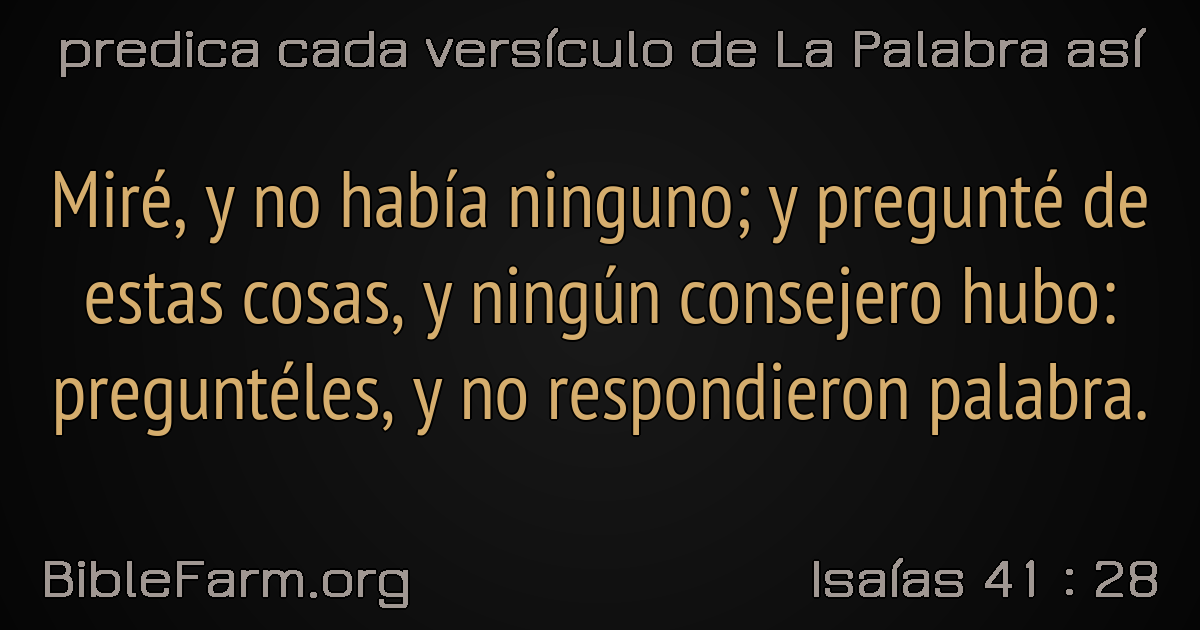 predica cada versículo de La Palabra así
Miré, y no había ninguno; y pregunté de
estas cosas, y ningún consejero hubo:
preguntéles, y no respondieron palabra.
BibleFarm.org
Isaías 41 : 28